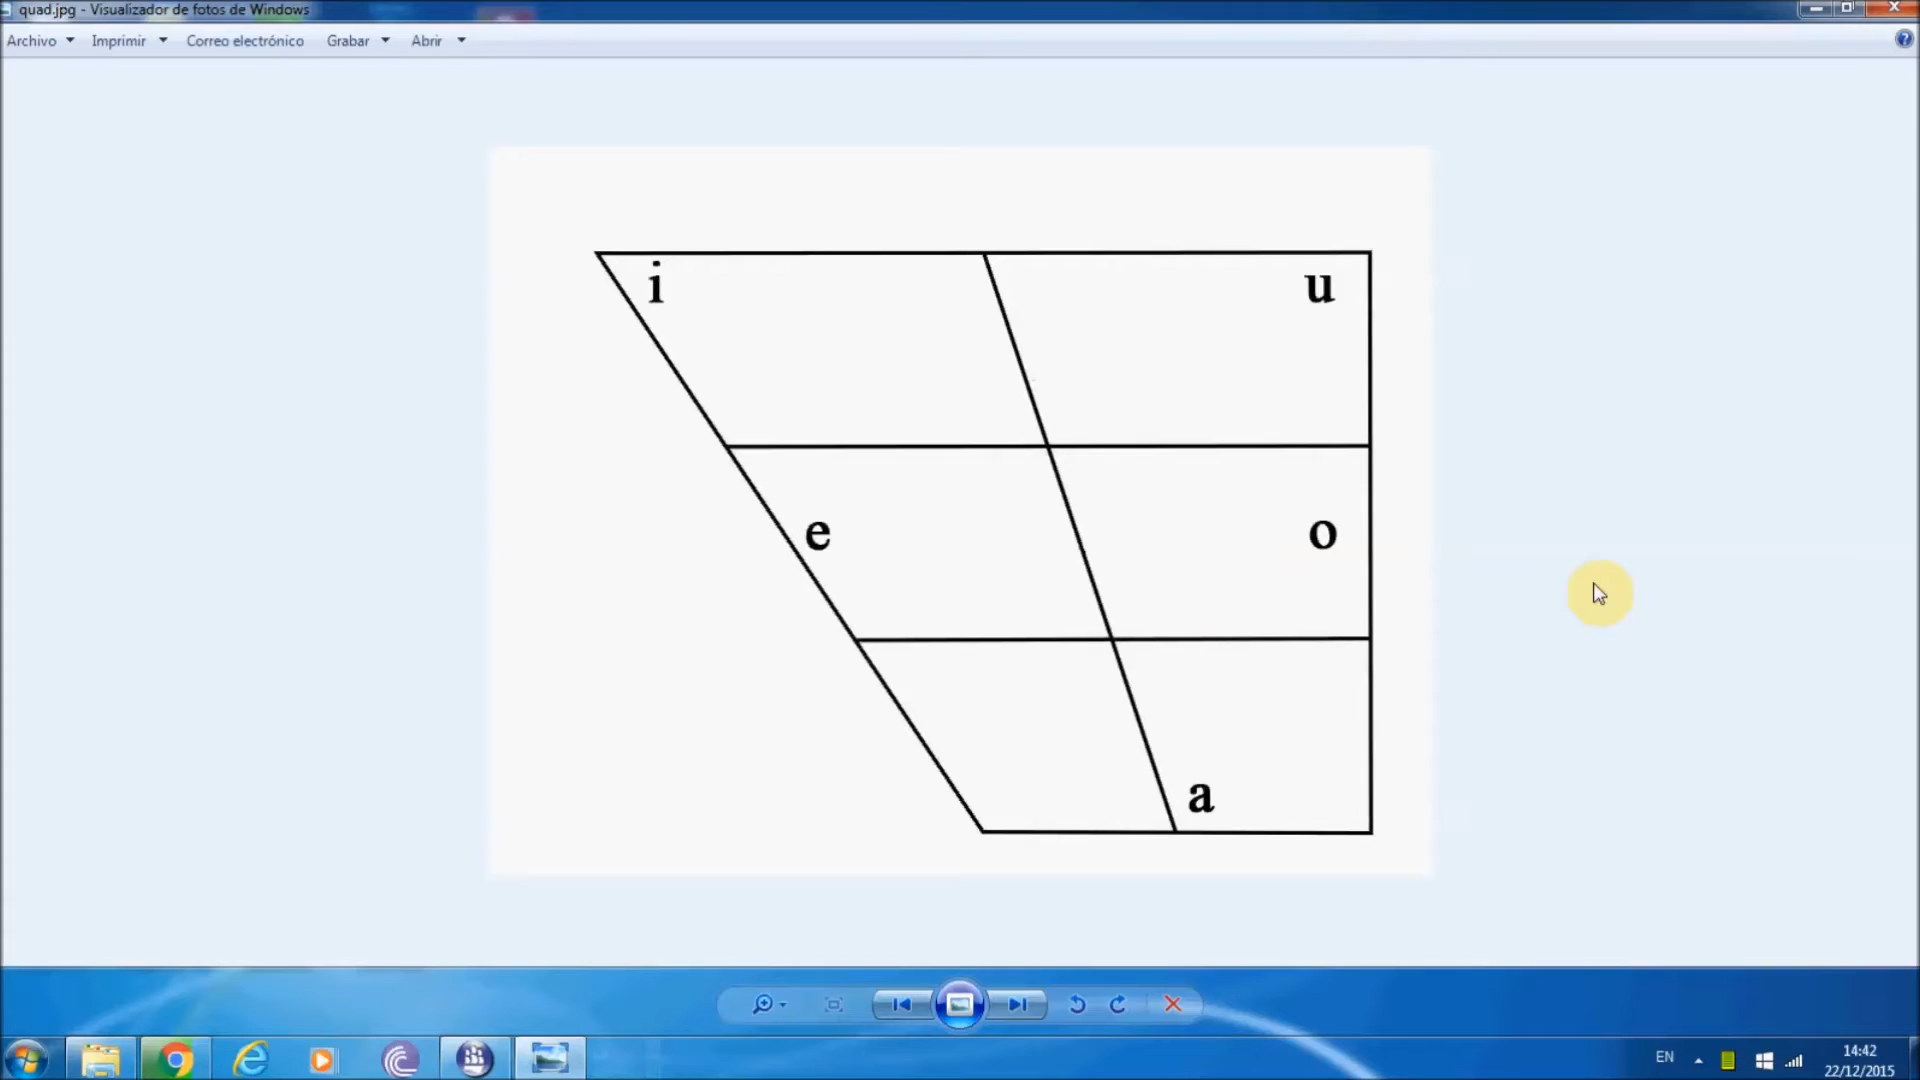 quad.jpg - Visualizador de fotos de Windows
Archivo Imprimir Correo electrónico Grabar Abrir
i u
e o
a
EN 14:42
22/12/2015